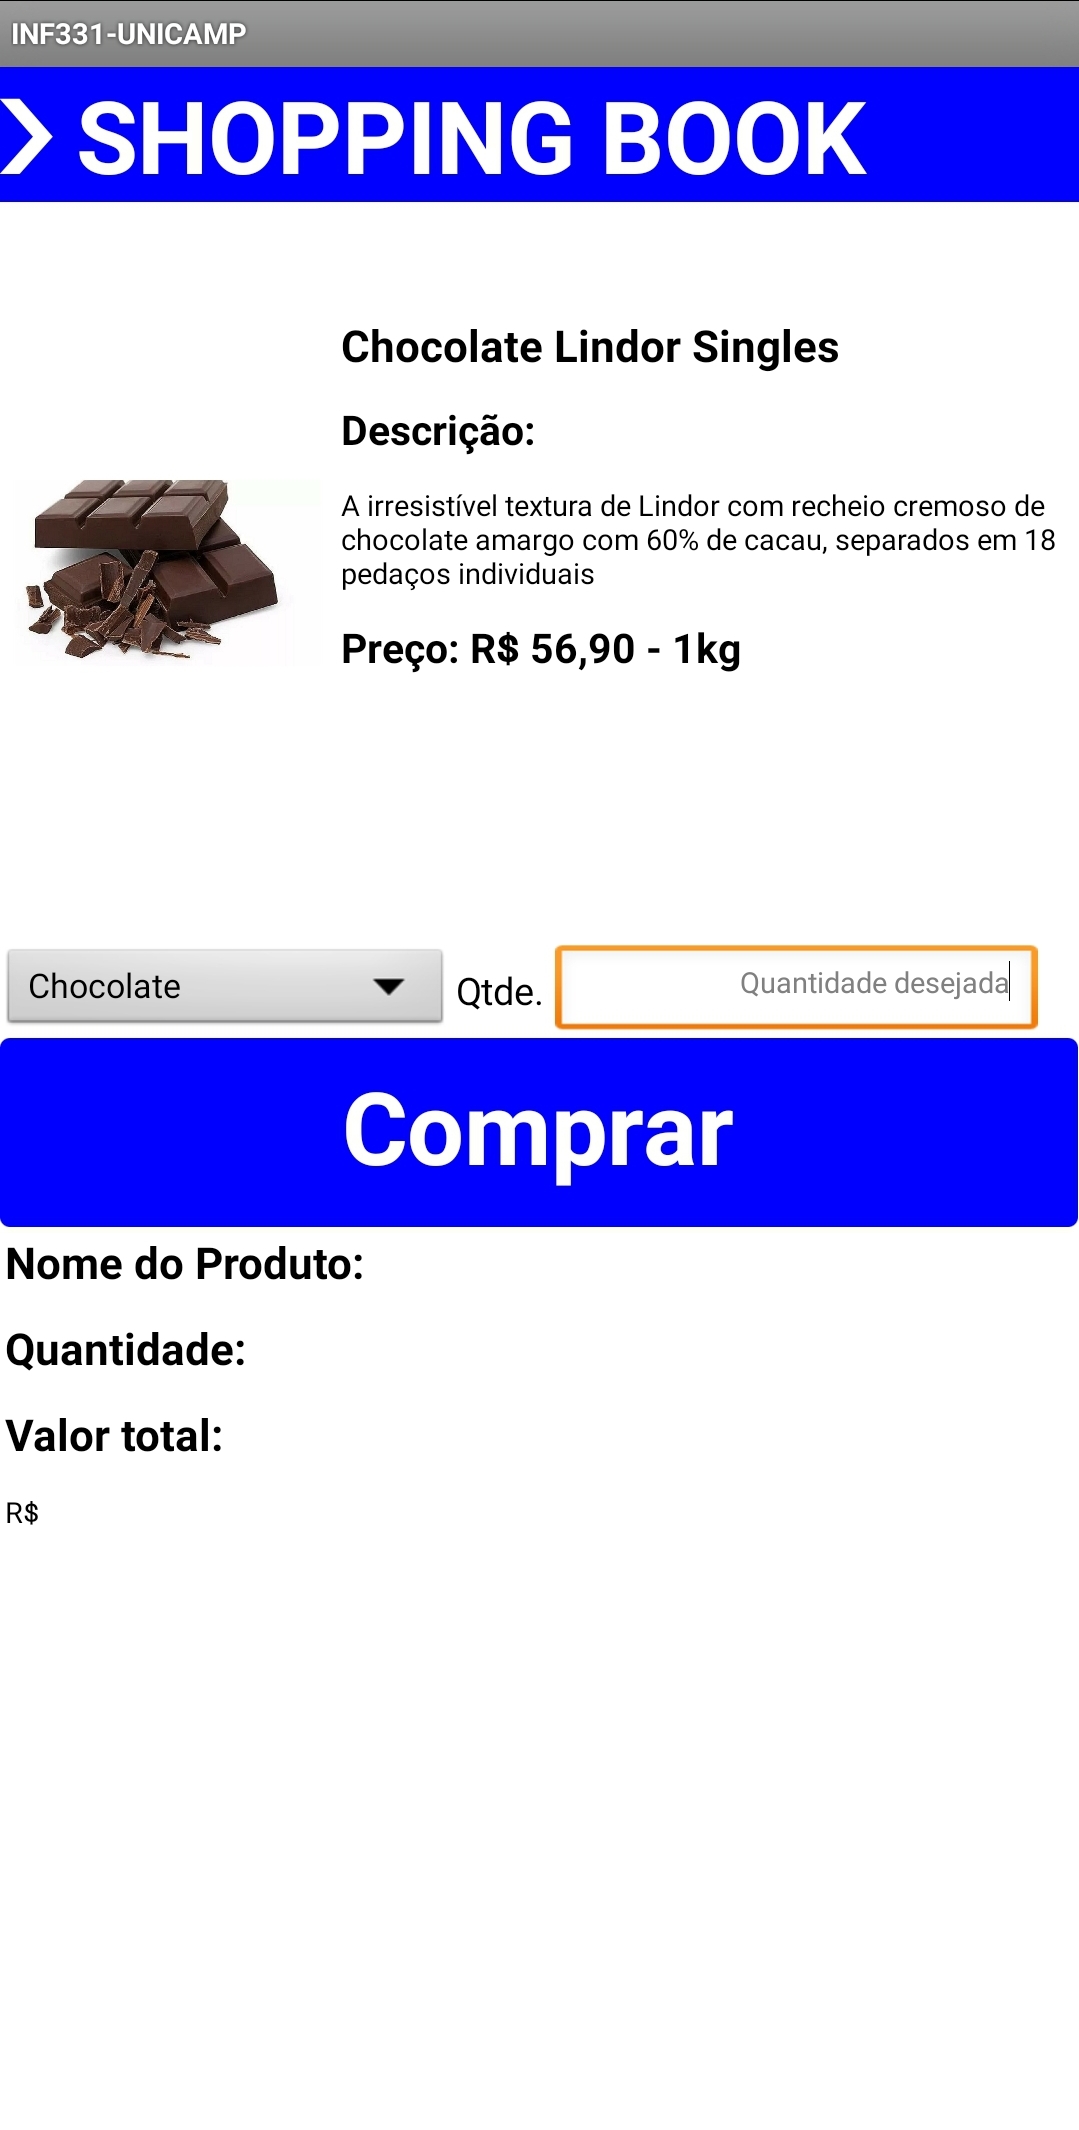 INF331-UNICAMP
SHOPPING BOOK
Chocolate Lindor Singles
Descrição:
A irresistível textura de Lindor com recheio cremoso de
chocolate amargo com 60% de cacau, separados em 18
pedaços individuais
Preço: R$ 56,90 - 1kg
Chocolate
Qtde.
Quantidade desejada
Comprar
Nome do Produto:
Quantidade:
Valor total:
R$